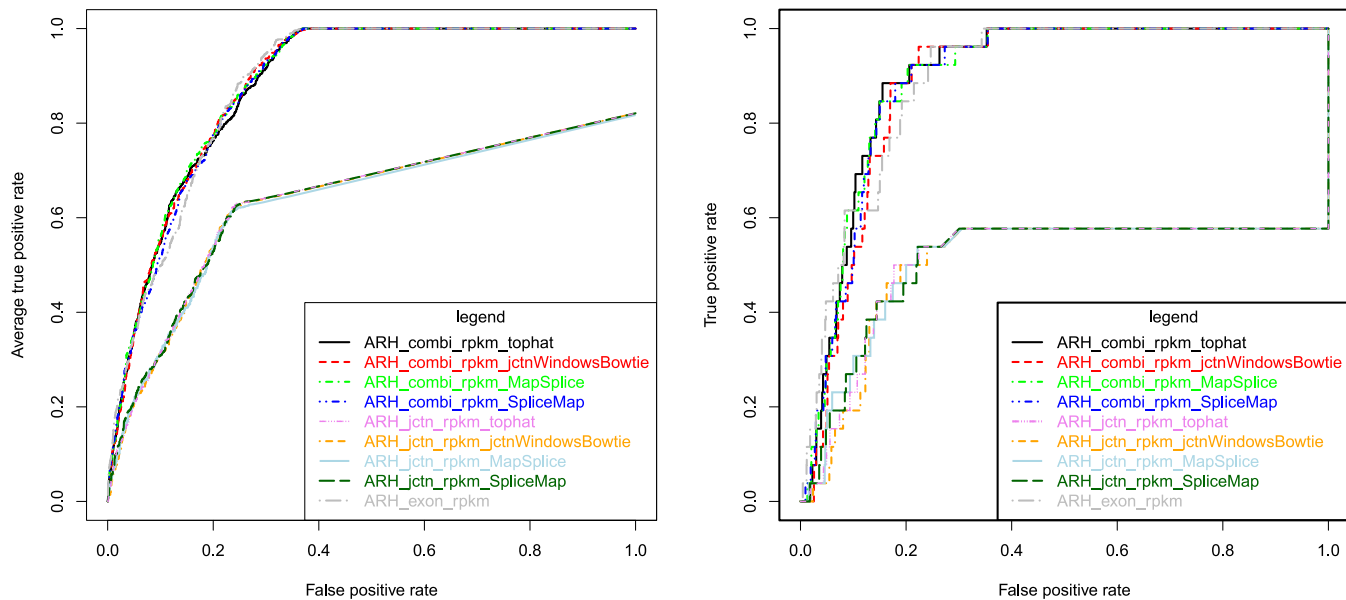 Average true positive rate
1.0
0.8
0.6
0.4
0.2
0.0
legend
ARH_combi_rpkm_tophat
ARH_combi_rpkm_jctnWindowsBowtie
ARH_combi_rpkm_MapSplice
ARH_combi_rpkm_SpliceMap
ARH_jctn_rpkm_tophat
ARH_jctn_rpkm_jctnWindowsBowtie
ARH_jctn_rpkm_MapSplice
ARH_jctn_rpkm_SpliceMap
ARH_exon_rpkm
0.0 0.2 0.4 0.6 0.8 1.0
False positive rate
True positive rate
1.0
0.8
0.6
0.4
0.2
0.0
legend
ARH_combi_rpkm_tophat
ARH_combi_rpkm_jctnWindowsBowtie
ARH_combi_rpkm_MapSplice
ARH_combi_rpkm_SpliceMap
ARH_jctn_rpkm_tophat
ARH_jctn_rpkm_jctnWindowsBowtie
ARH_jctn_rpkm_MapSplice
ARH_jctn_rpkm_SpliceMap
ARH_exon_rpkm
0.0 0.2 0.4 0.6 0.8 1.0
False positive rate